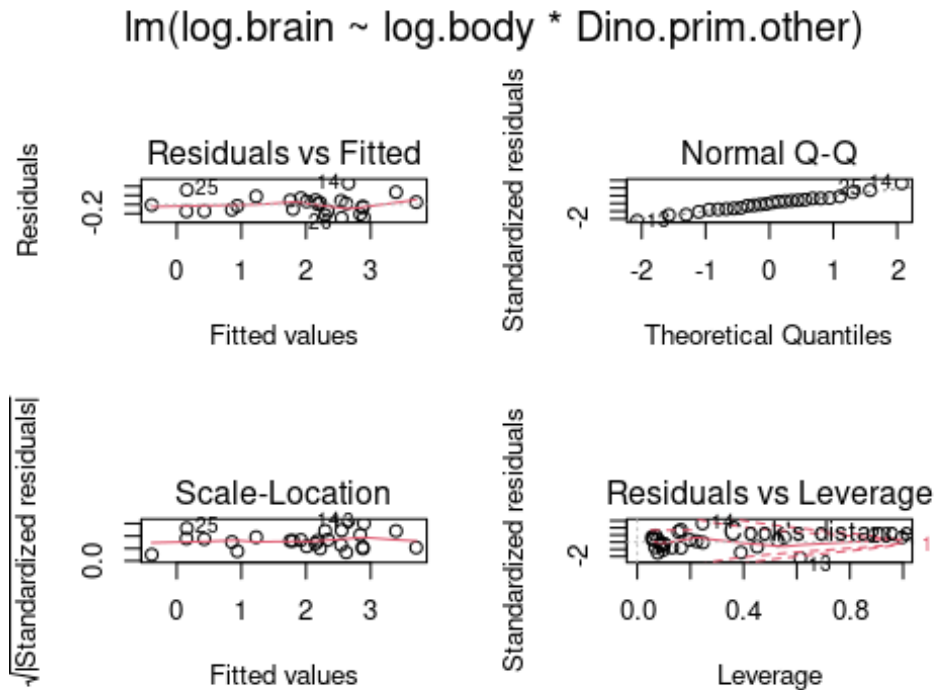 lm(log.brain ~ log.body * Dino.prim.other)
Residuals vs Fitted
Residuals
-0.2
25
14
26
0 1 2 3
Fitted values
Normal Q-Q
Standardized residuals
-2
13
25
14
-2 -1 0 1 2
Theoretical Quantiles
Scale-Location
√|Standardized residuals|
0.0
25
14
0 1 2 3
Fitted values
Residuals vs Leverage
Standardized residuals
-2
14
Cook's distance
13
1
0.0 0.4 0.8
Leverage